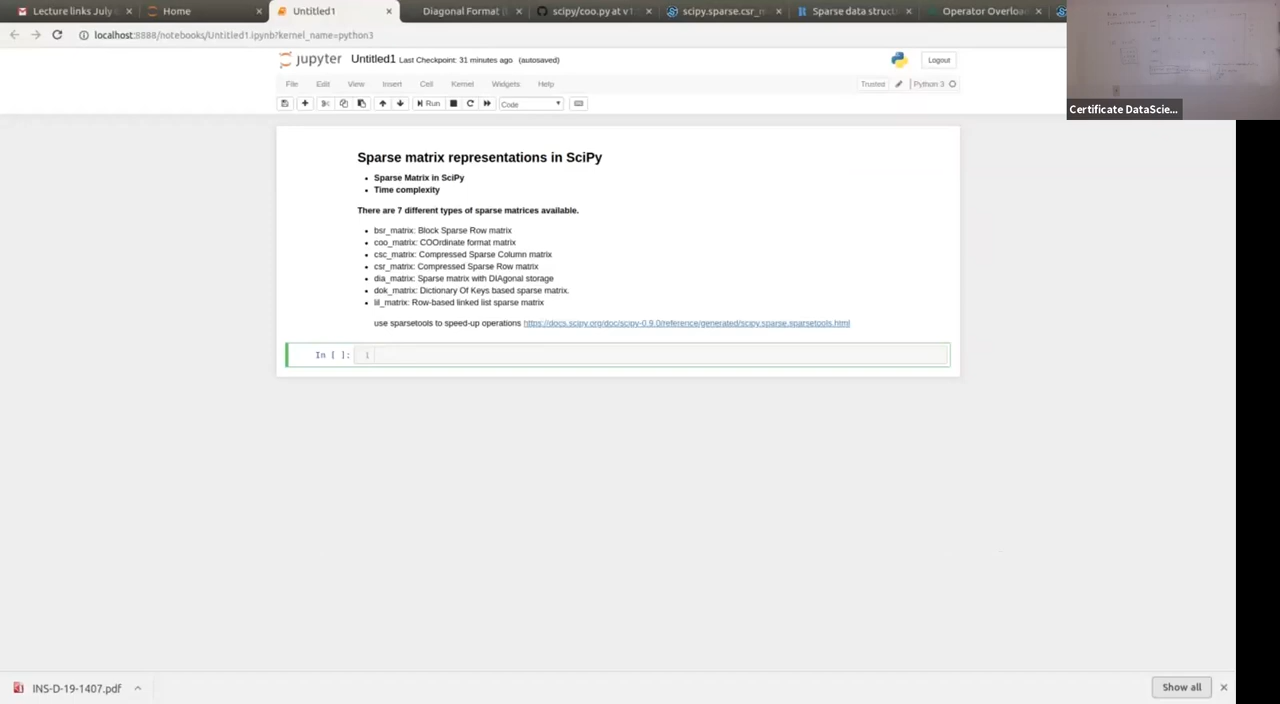 Lecture links July
Home
Untitled1
Diagonal Format (
scipy/coo.py at v1
scipy.sparse.csr_m
Sparse data struct
Operator Overloa
localhost:8888/notebooks/Untitled1.ipynb?kernel_name=python3
jupyter Untitled1 Last Checkpoint: 31 minutes ago (autosaved)
Logout
File Edit View Insert Cell Kernel Widgets Help
Trusted Python 3
Run Code
Certificate DataScie...
Sparse matrix representations in SciPy
• Sparse Matrix in SciPy
• Time complexity
There are 7 different types of sparse matrices available.
• bsr_matrix: Block Sparse Row matrix
• coo_matrix: COOrdinate format matrix
• csc_matrix: Compressed Sparse Column matrix
• csr_matrix: Compressed Sparse Row matrix
• dia_matrix: Sparse matrix with DIAgonal storage
• dok_matrix: Dictionary Of Keys based sparse matrix.
• lil_matrix: Row-based linked list sparse matrix
use sparsetools to speed-up operations https://docs.scipy.org/doc/scipy-0.9.0/reference/generated/scipy.sparse.sparsetools.html
In [ ]: 1
INS-D-19-1407.pdf
Show all